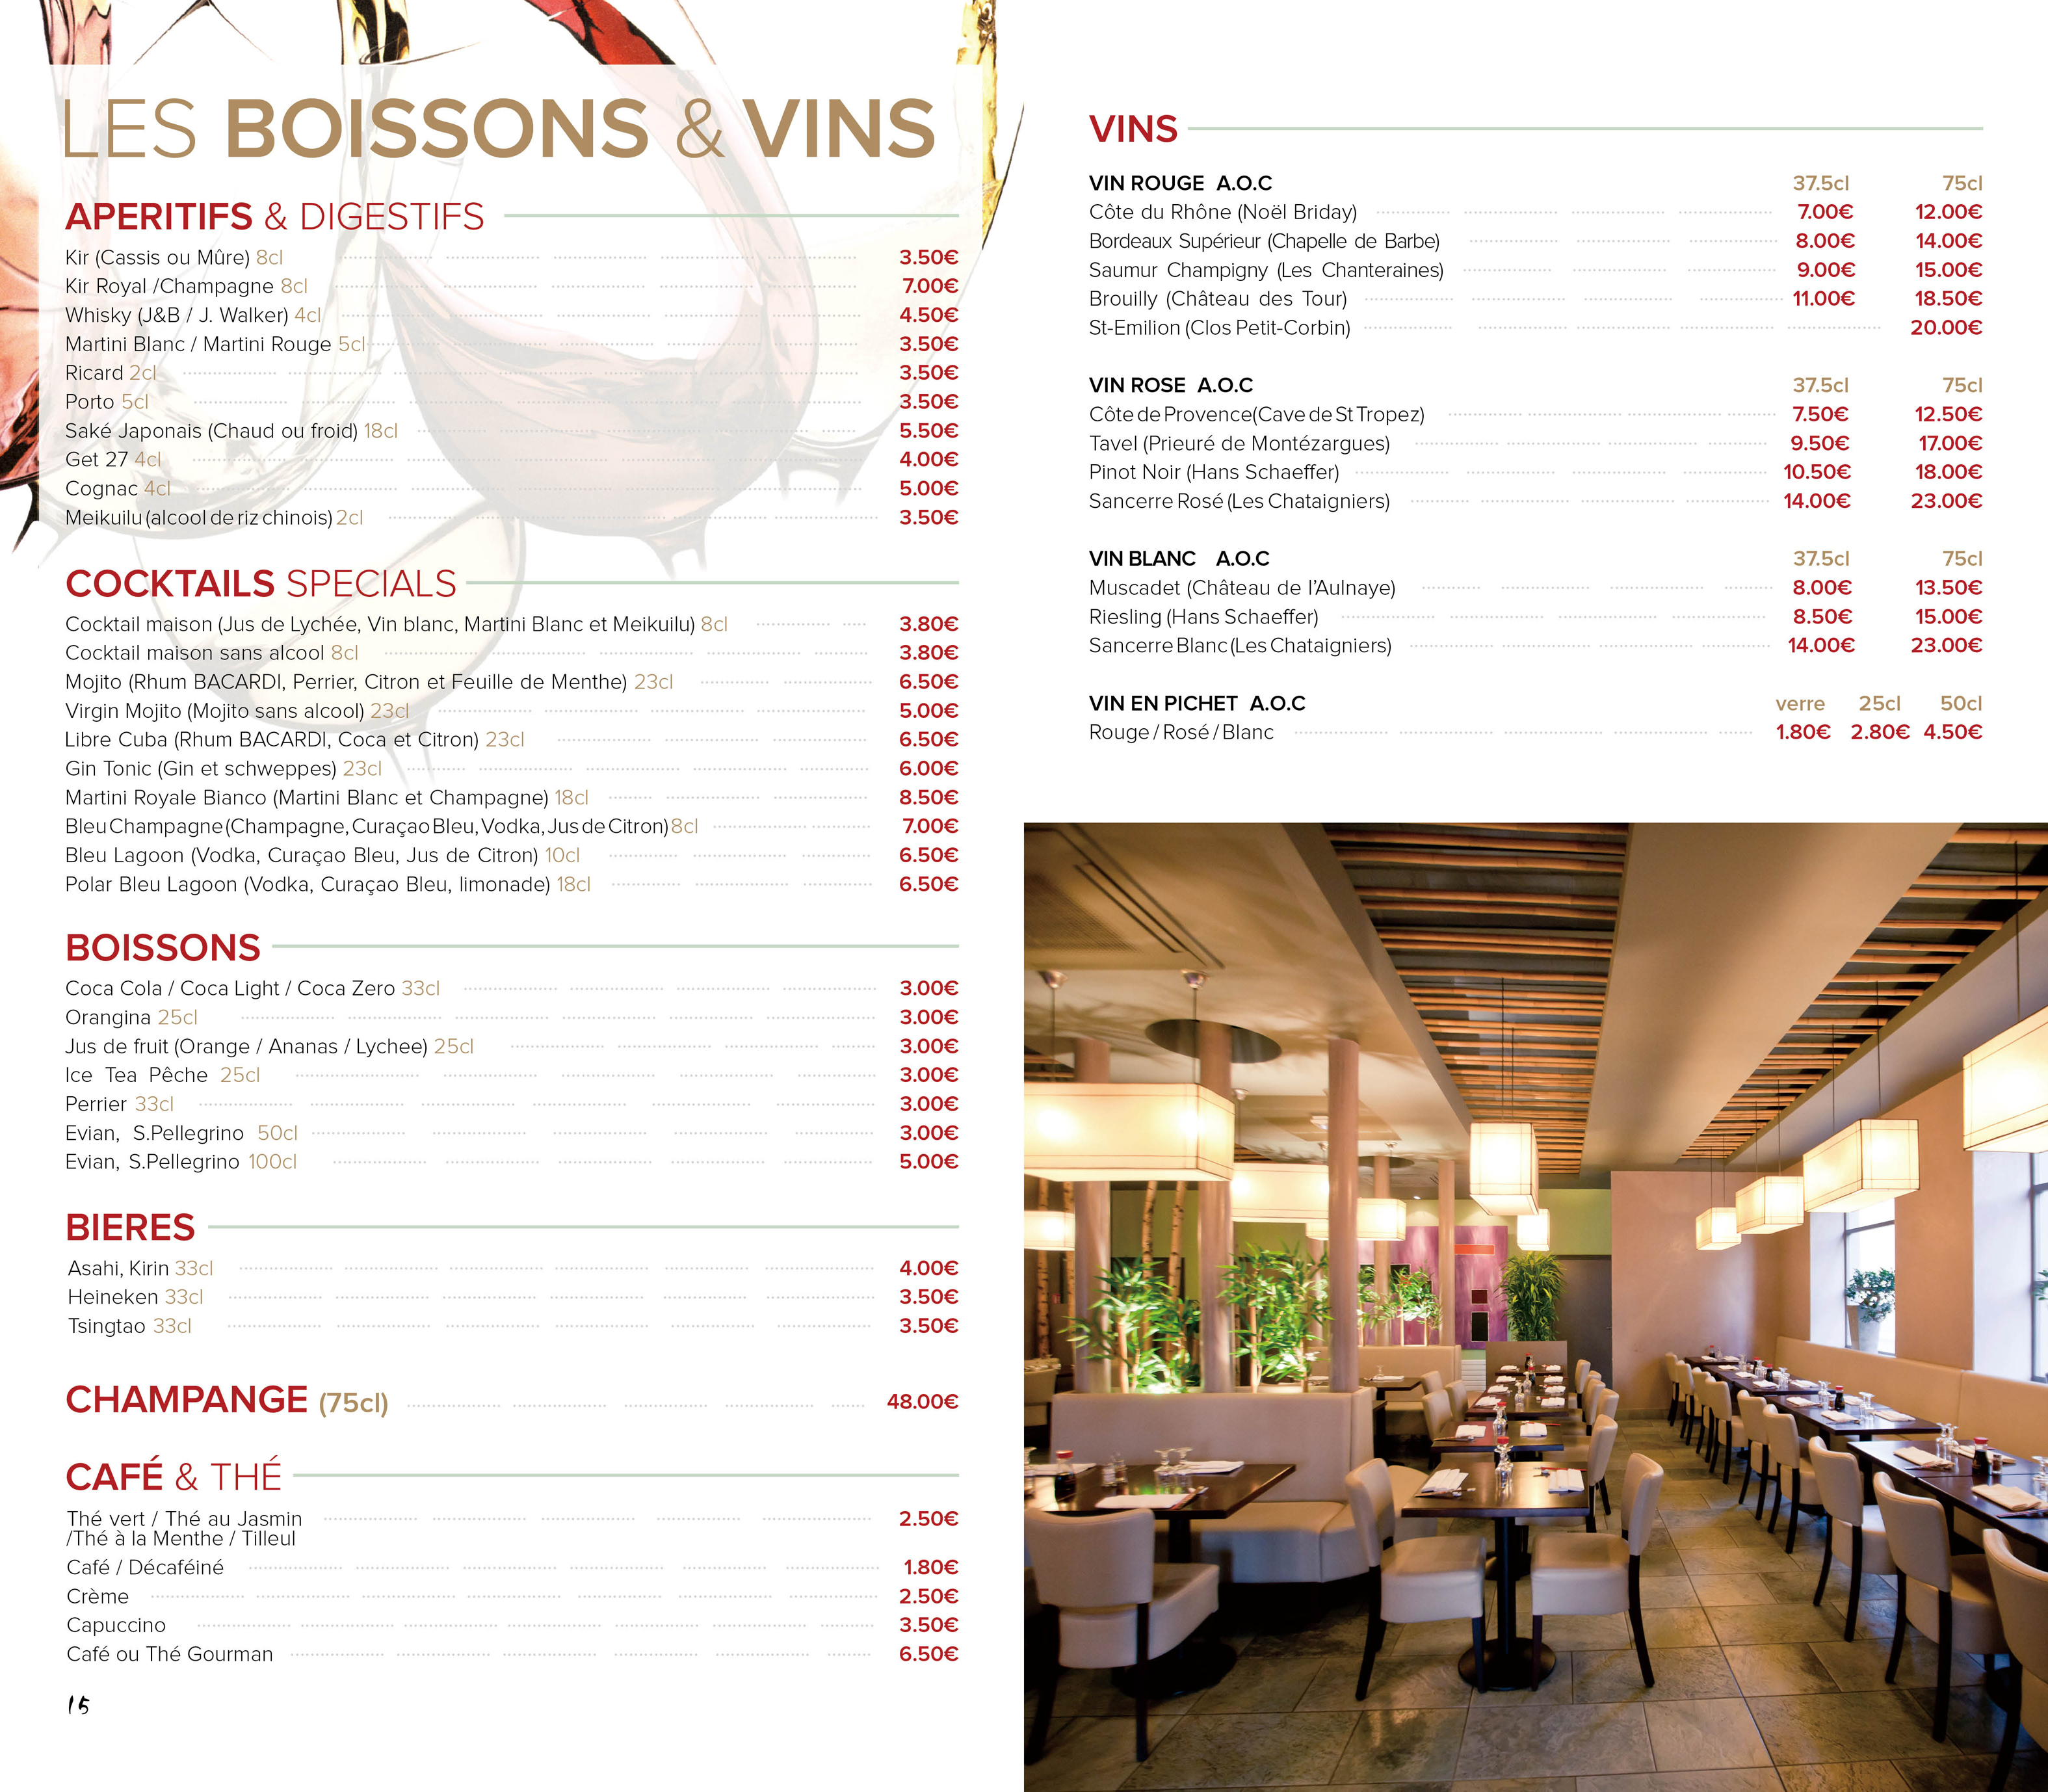 LES BOISSONS & VINS
APERITIFS & DIGESTIFS
Kir (Cassis ou Mûre) 8cl 3.50€
Kir Royal /Champagne 8cl 7.00€
Whisky (J&B / J. Walker) 4cl 4.50€
Martini Blanc / Martini Rouge 5cl 3.50€
Ricard 2cl 3.50€
Porto 5cl 3.50€
Saké Japonais (Chaud ou froid) 18cl 5.50€
Get 27 4cl 4.00€
Cognac 4cl 5.00€
Meikuilu (alcool de riz chinois) 2cl 3.50€
COCKTAILS SPECIALS
Cocktail maison (Jus de Lychée, Vin blanc, Martini Blanc et Meikuilu) 8cl 3.80€
Cocktail maison sans alcool 8cl 3.80€
Mojito (Rhum BACARDI, Perrier, Citron et Feuille de Menthe) 23cl 6.50€
Virgin Mojito (Mojito sans alcool) 23cl 5.00€
Libre Cuba (Rhum BACARDI, Coca et Citron) 23cl 6.50€
Gin Tonic (Gin et schweppes) 23cl 6.00€
Martini Royale Bianco (Martini Blanc et Champagne) 18cl 8.50€
Bleu Champagne (Champagne, Curaçao Bleu, Vodka, Jus de Citron) 8cl 7.00€
Bleu Lagoon (Vodka, Curaçao Bleu, Jus de Citron) 10cl 6.50€
Polar Bleu Lagoon (Vodka, Curaçao Bleu, limonade) 18cl 6.50€
BOISSONS
Coca Cola / Coca Light / Coca Zero 33cl 3.00€
Orangina 25cl 3.00€
Jus de fruit (Orange / Ananas / Lychee) 25cl 3.00€
Ice Tea Pêche 25cl 3.00€
Perrier 33cl 3.00€
Evian, S.Pellegrino 50cl 3.00€
Evian, S.Pellegrino 100cl 5.00€
BIERES
Asahi, Kirin 33cl 4.00€
Heineken 33cl 3.50€
Tsingtao 33cl 3.50€
CHAMPANGE (75cl) 48.00€
CAFÉ & THÉ
Thé vert / Thé au Jasmin 2.50€
/Thé à la Menthe / Tilleul
Café / Décaféiné 1.80€
Crème 2.50€
Capuccino 3.50€
Café ou Thé Gourman 6.50€
15
VINS
VIN ROUGE A.O.C 37.5cl 75cl
Côte du Rhône (Noël Briday) 7.00€ 12.00€
Bordeaux Supérieur (Chapelle de Barbe) 8.00€ 14.00€
Saumur Champigny (Les Chanteraines) 9.00€ 15.00€
Brouilly (Château des Tour) 11.00€ 18.50€
St-Emilion (Clos Petit-Corbin) 20.00€
VIN ROSE A.O.C 37.5cl 75cl
Côte de Provence(Cave de St Tropez) 7.50€ 12.50€
Tavel (Prieuré de Montézargues) 9.50€ 17.00€
Pinot Noir (Hans Schaeffer) 10.50€ 18.00€
Sancerre Rosé (Les Chataigniers) 14.00€ 23.00€
VIN BLANC A.O.C 37.5cl 75cl
Muscadet (Château de l'Aulnaye) 8.00€ 13.50€
Riesling (Hans Schaeffer) 8.50€ 15.00€
Sancerre Blanc (Les Chataigniers) 14.00€ 23.00€
VIN EN PICHET A.O.C verre 25cl 50cl
Rouge / Rosé / Blanc 1.80€ 2.80€ 4.50€